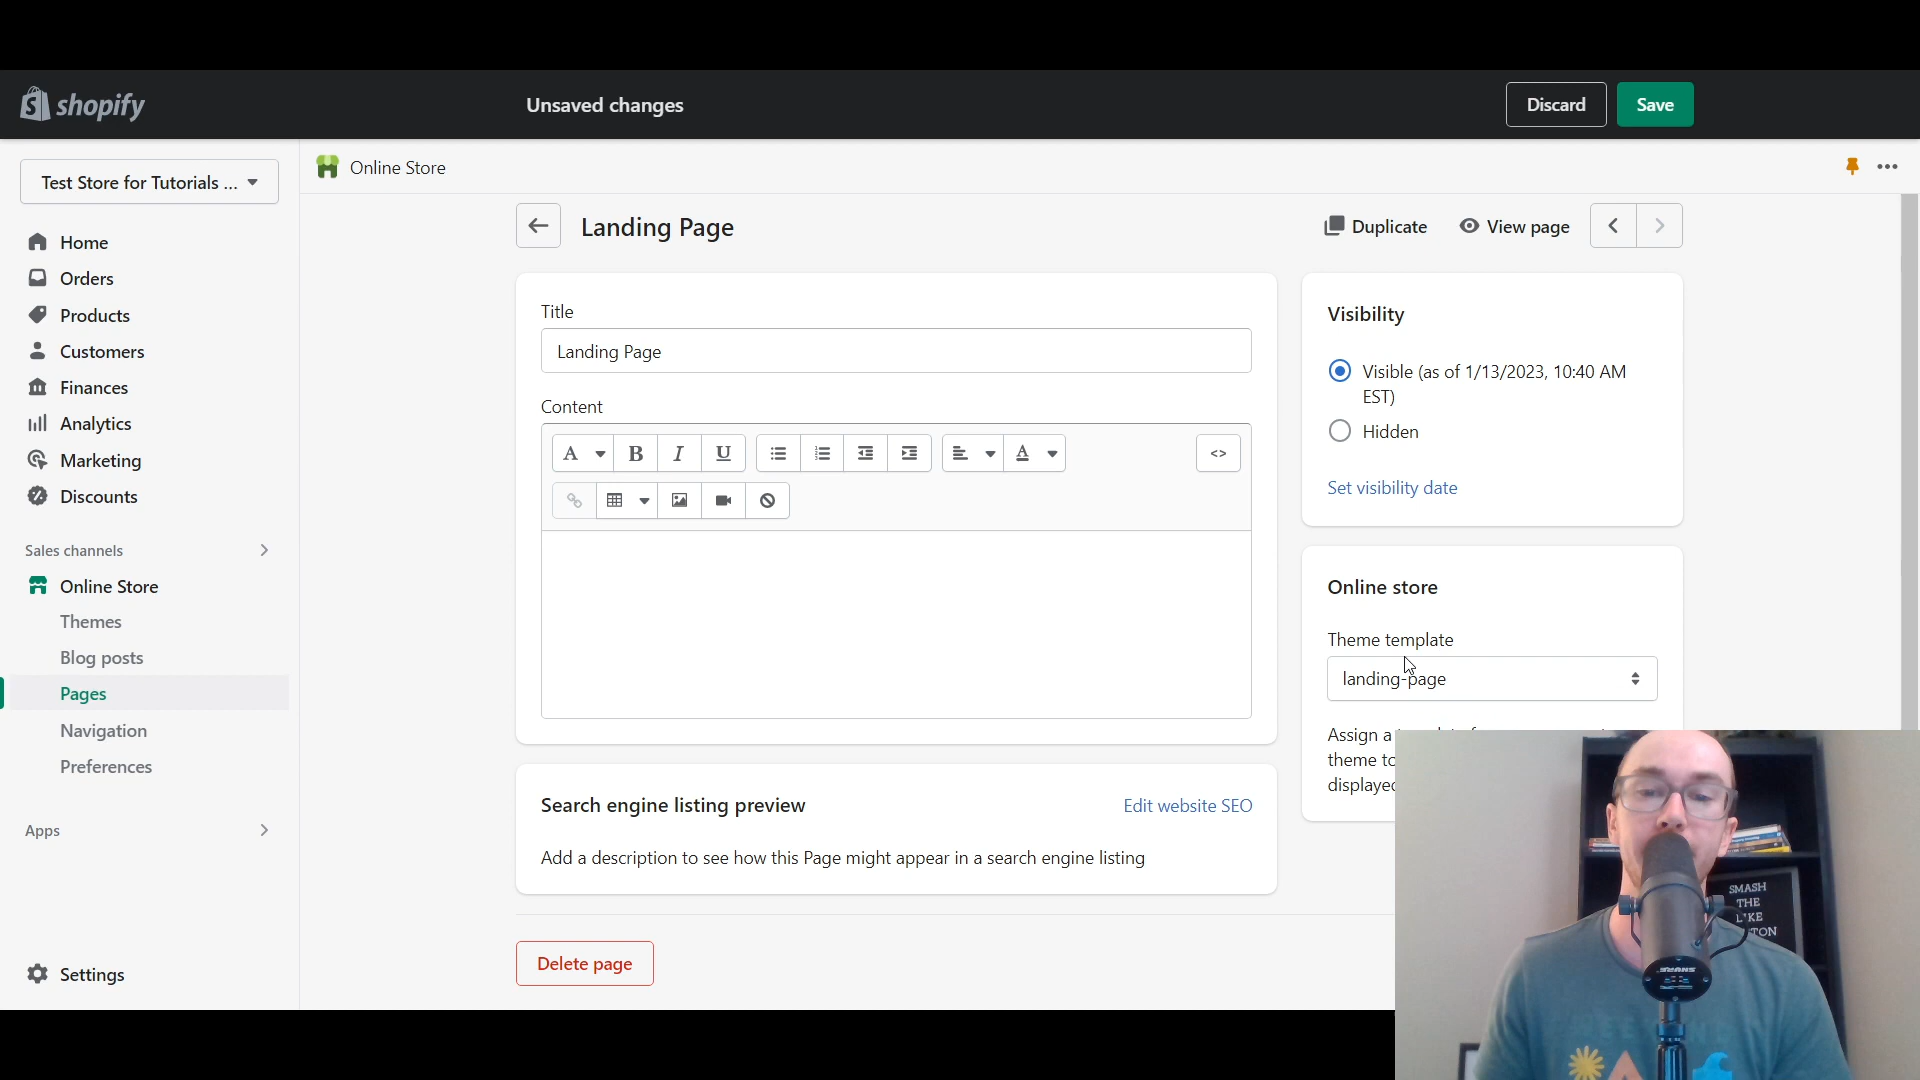 shopify
Unsaved changes
Discard
Save
Test Store for Tutorials ...
Online Store
Home
Orders
Products
Customers
Finances
Analytics
Marketing
Discounts
Sales channels
Online Store
Themes
Blog posts
Pages
Navigation
Preferences
Apps
Settings
Landing Page
Duplicate
View page
Title
Landing Page
Content
A
B
I
U
A
<>
Search engine listing preview
Edit website SEO
Add a description to see how this Page might appear in a search engine listing
Delete page
Visibility
Visible (as of 1/13/2023, 10:40 AM
EST)
Hidden
Set visibility date
Online store
Theme template
landing-page
Assign a
theme to
displayed
SMASH
THE
SHURE